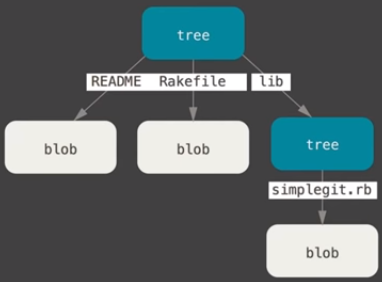 tree
README Rakefile lib
blob blob tree
simplegit.rb
blob